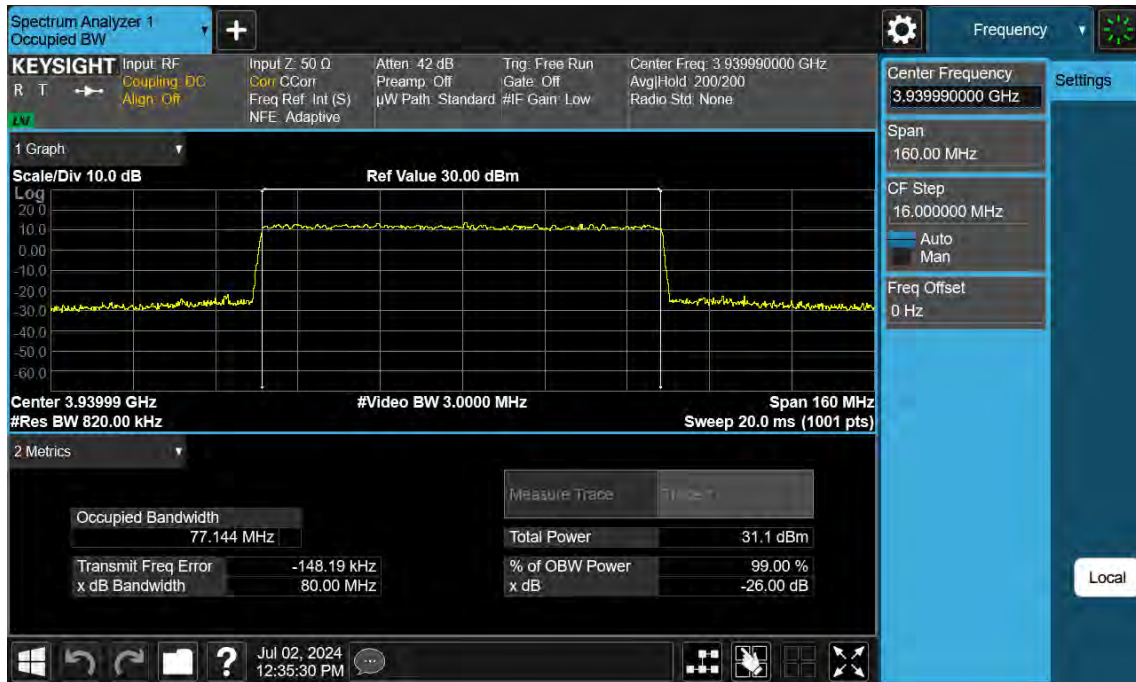 Spectrum Analyzer 1
Occupied BW
+
Frequency
KEYSIGHT Input: RF Input Z: 50 Ω Atten: 42 dB Trig: Free Run Center Freq: 3.939990000 GHz
R T Coupling: DC Corr CCorr Preamp: Off Gate: Off Avg|Hold: 200/200
Align: Off Freq Ref: Int (S) µW Path: Standard #IF Gain: Low Radio Std: None
NFE: Adaptive
LXI
Center Frequency
3.939990000 GHz
Settings
Span
160.00 MHz
CF Step
16.000000 MHz
Auto
Man
Freq Offset
0 Hz
Local
1 Graph
Scale/Div 10.0 dB Ref Value 30.00 dBm
Log
20.0
10.0
0.00
-10.0
-20.0
-30.0
-40.0
-50.0
-60.0
Center 3.93999 GHz #Video BW 3.0000 MHz Span 160 MHz
#Res BW 820.00 kHz Sweep 20.0 ms (1001 pts)
2 Metrics
Measure Trace Trace 1
Occupied Bandwidth
77.144 MHz
Total Power 31.1 dBm
Transmit Freq Error -148.19 kHz % of OBW Power 99.00 %
x dB Bandwidth 80.00 MHz x dB -26.00 dB
?
Jul 02, 2024
12:35:30 PM